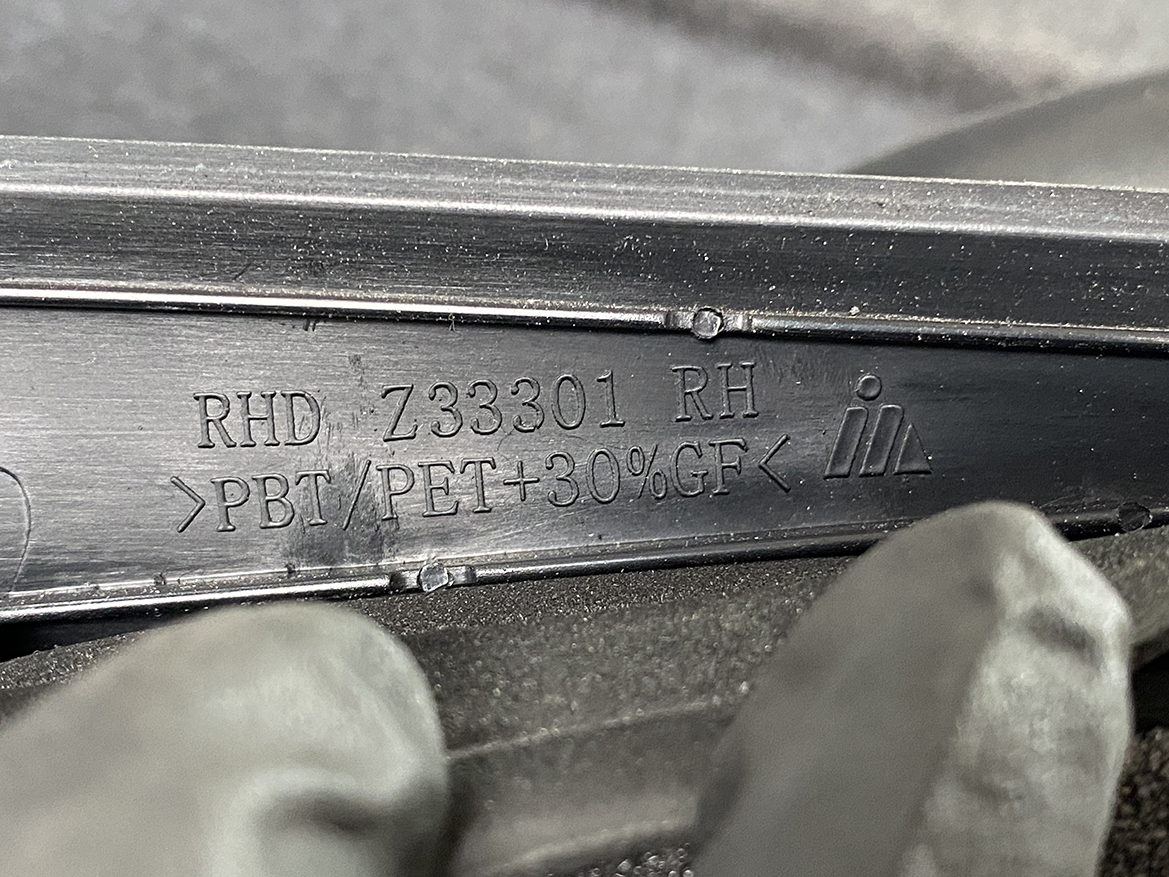 RHD Z33301 RH
>PBT/PET+30%GF<